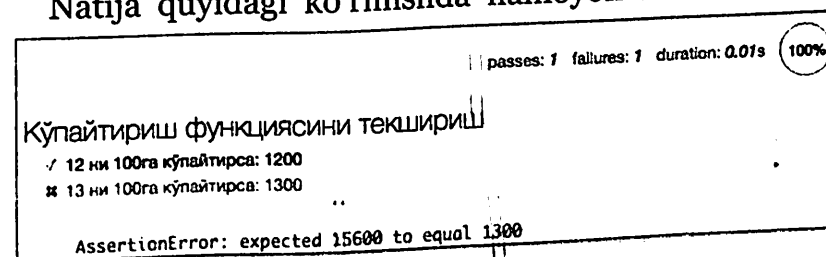 Natija quyidagi ko'rinishda
passes: 1 failures: 1 duration: 0.01s 100%
Кўпайтириш функциясини текшириш
✓ 12 ни 100га кўпайтирса: 1200
✖ 13 ни 100га кўпайтирса: 1300
AssertionError: expected 15600 to equal 1300